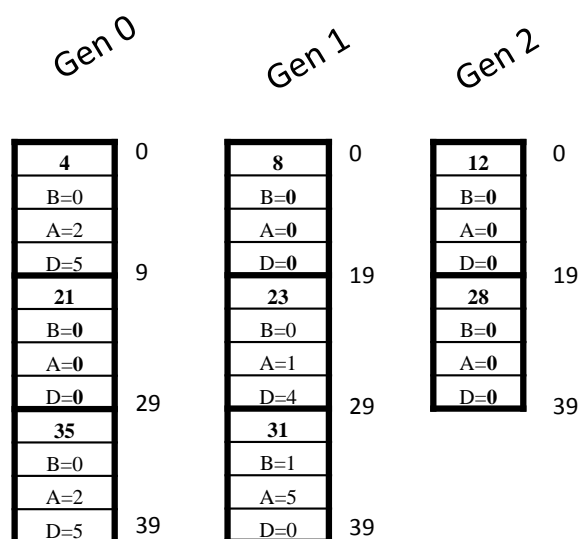 Gen 0 Gen 1 Gen 2
4 0 8 0 12 0
B=0 B=0 B=0
A=2 A=0 A=0
D=5 9 D=0 19 D=0 19
21 23 28
B=0 B=0 B=0
A=0 A=1 A=0
D=0 29 D=4 29 D=0 39
35 31
B=0 B=1
A=2 A=5
D=5 39 D=0 39